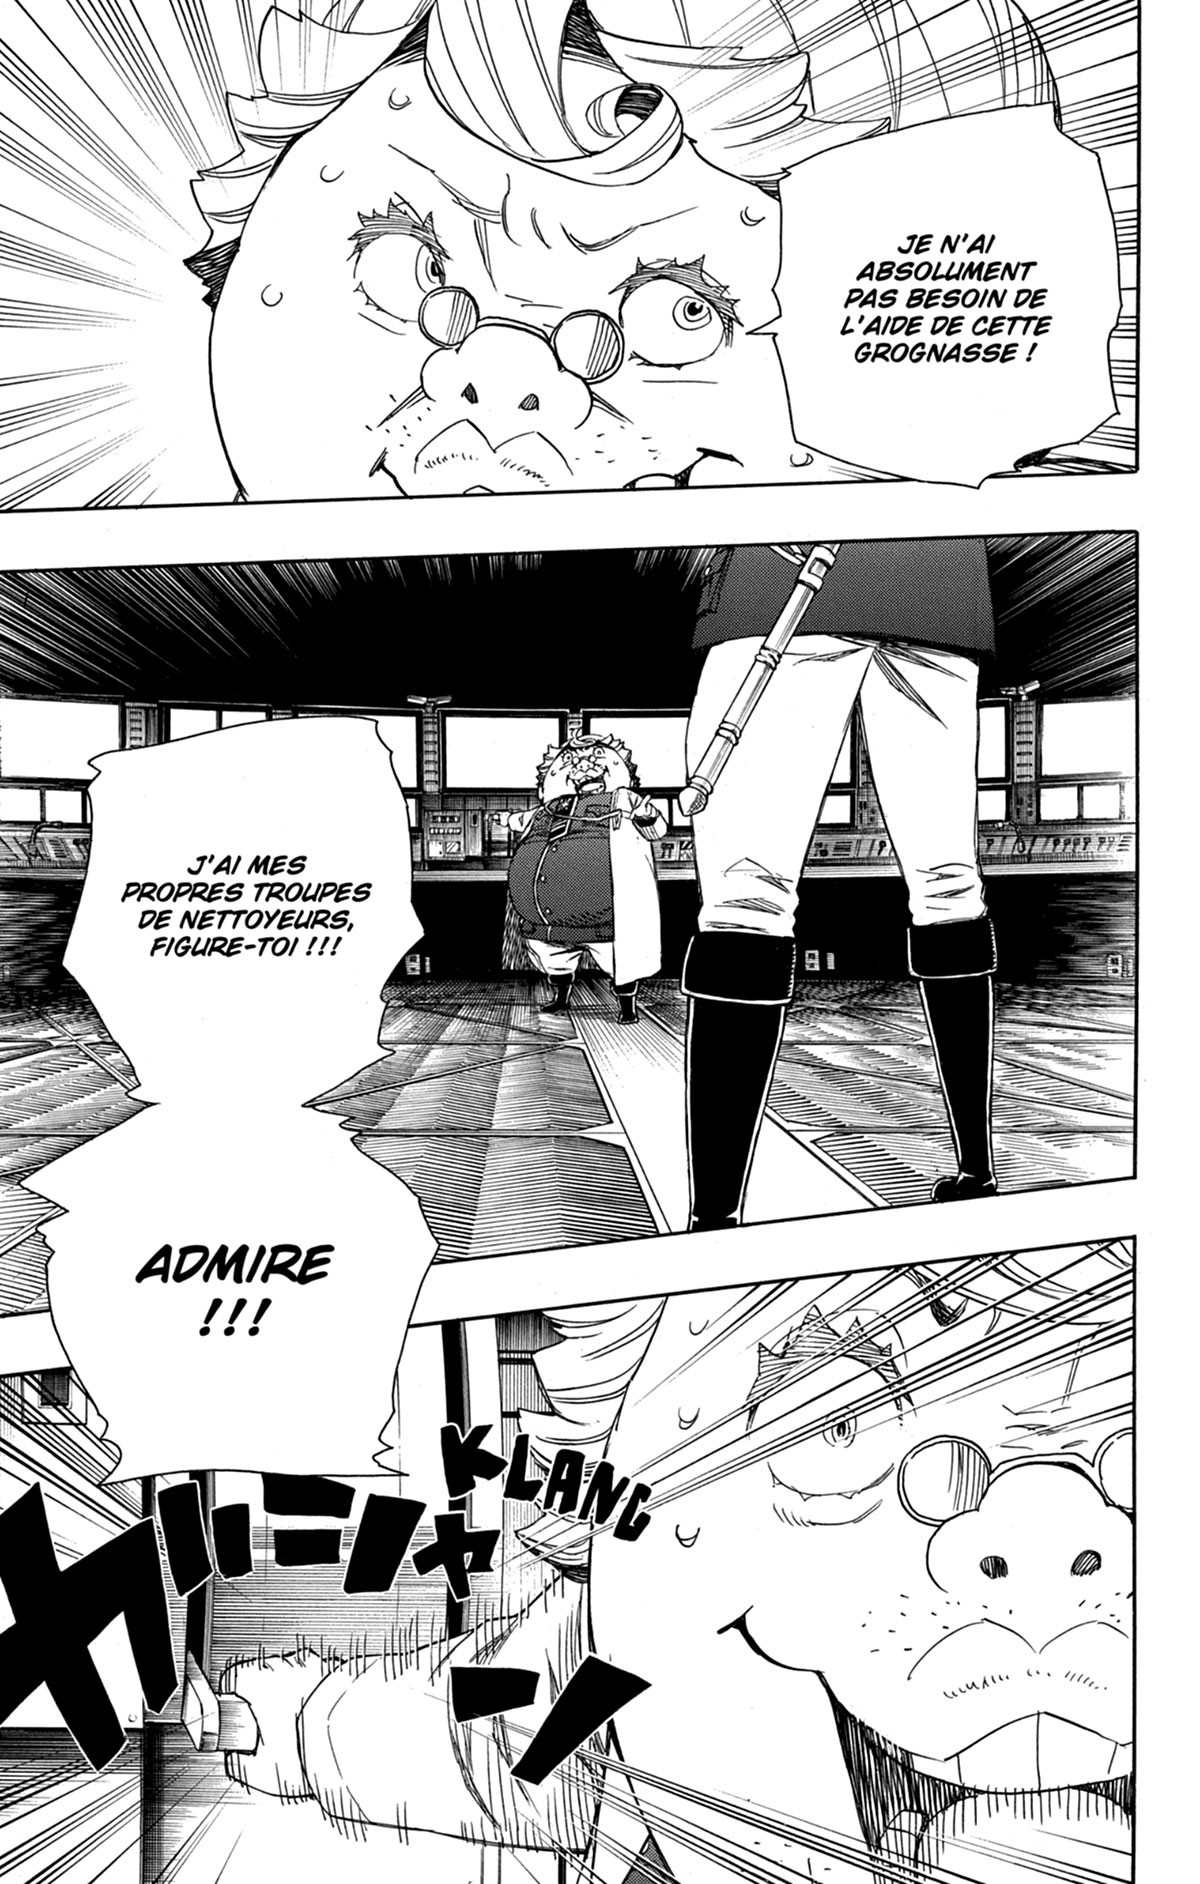 JE N'AI
ABSOLUMENT
PAS BESOIN DE
L'AIDE DE CETTE
GROGNASSE !
J'AI MES
PROPRES TROUPES
DE NETTOYEURS,
FIGURE-TOI !!!
ADMIRE
!!!
KLANG
ガシャーン